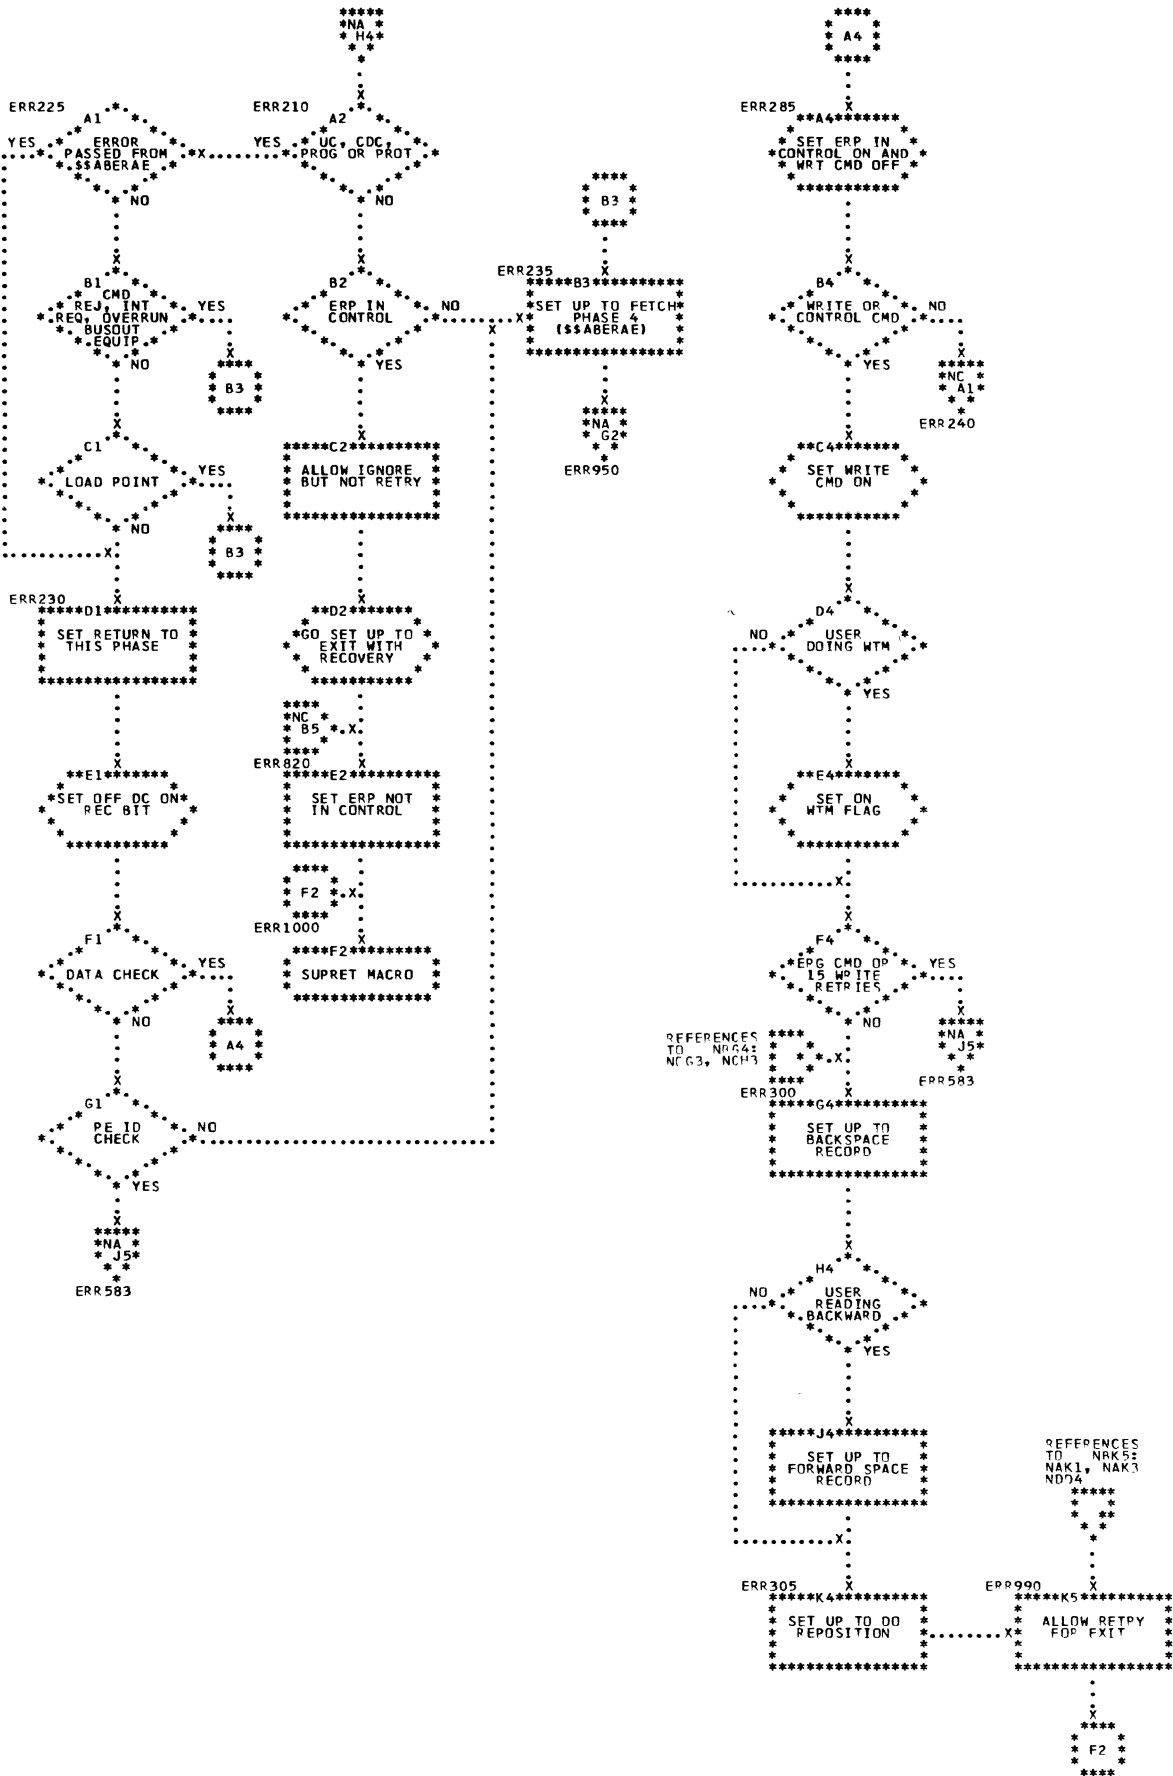 NA
H4
A4
ERR225
A1
ERROR
PASSED FROM
$$ABERAE
YES
NO
ERR210
A2
UC, CDC,
PROG OR PROT
YES
NO
ERR285
A4
SET ERP IN
CONTROL ON AND
WRT CMD OFF
B3
B1
CMD
REJ, INT
REQ, OVERRUN
BUSOUT
EQUIP
YES
NO
B3
B2
ERP IN
CONTROL
NO
YES
ERR235
B3
SET UP TO FETCH
PHASE 4
($$ABERAE)
NA
G2
ERR950
B4
WRITE OR
CONTROL CMD
NO
YES
NC
A1
ERR240
C1
LOAD POINT
YES
NO
B3
C2
ALLOW IGNORE
BUT NOT RETRY
C4
SET WRITE
CMD ON
ERR230
D1
SET RETURN TO
THIS PHASE
D2
GO SET UP TO
EXIT WITH
RECOVERY
D4
USER
DOING WTM
NO
YES
NC
B5
ERR820
E1
SET OFF DC ON
REC BIT
E2
SET ERP NOT
IN CONTROL
E4
SET ON
WTM FLAG
F2
ERR1000
F1
DATA CHECK
YES
NO
A4
F2
SUPRET MACRO
F4
EPG CMD OP
15 WRITE
RETRIES
YES
NO
NA
J5
ERR583
REFERENCES
TO NBG4:
NCG3, NCH3
ERR300
G1
PE ID
CHECK
NO
YES
NA
J5
ERR583
G4
SET UP TO
BACKSPACE
RECORD
H4
USER
READING
BACKWARD
NO
YES
J4
SET UP TO
FORWARD SPACE
RECORD
REFERENCES
TO NBK5:
NAK1, NAK3
NDD4
ERR305
K4
SET UP TO DO
REPOSITION
ERR990
K5
ALLOW RETRY
FOR EXIT
F2